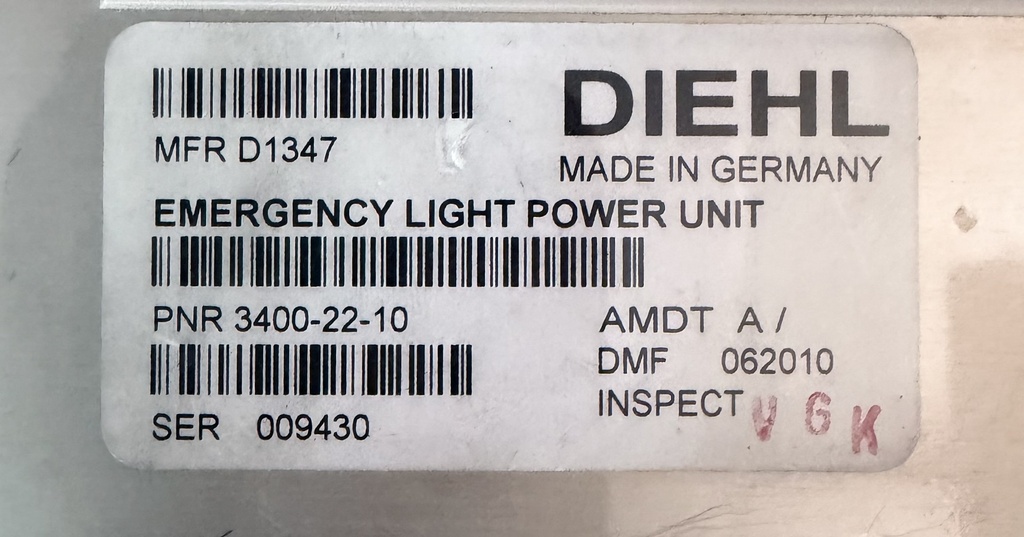 DIEHL
MFR D1347
MADE IN GERMANY
EMERGENCY LIGHT POWER UNIT
PNR 3400-22-10
AMDT A /
DMF 062010
SER 009430
INSPECT V G K